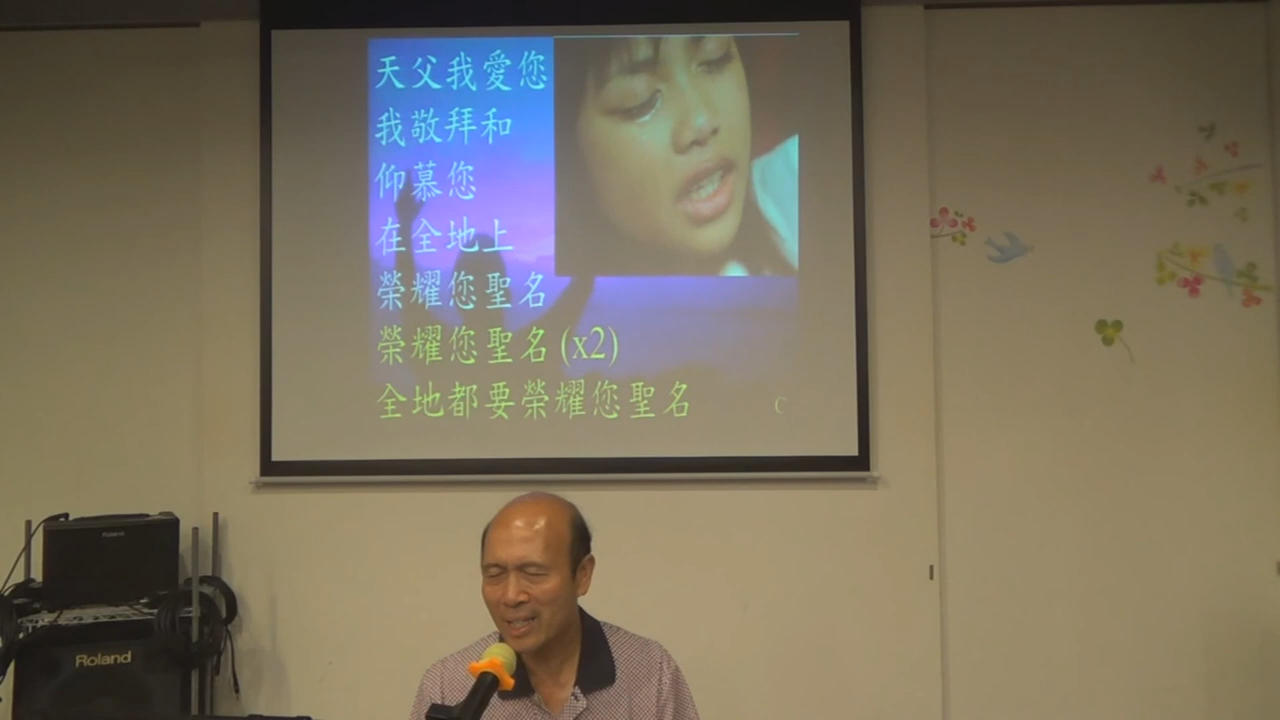 天父我愛您
我敬拜和
仰慕您
在全地上
榮耀您聖名
榮耀您聖名 (x2)
全地都要榮耀您聖名
C
Roland
Roland